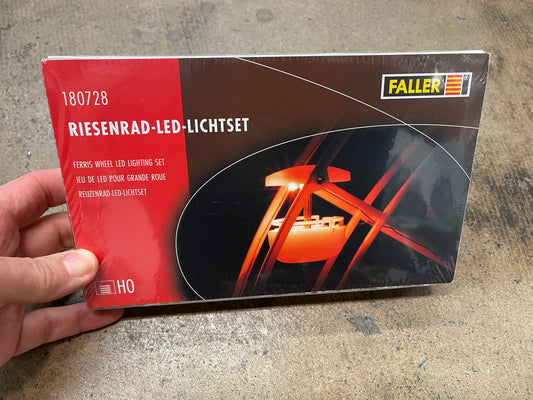 180728
RIESENRAD-LED-LICHTSET
FERRIS WHEEL LED LIGHTING SET
JEU DE LED POUR GRANDE ROUE
REUZENRAD-LED-LICHTSET
FALLER
HO